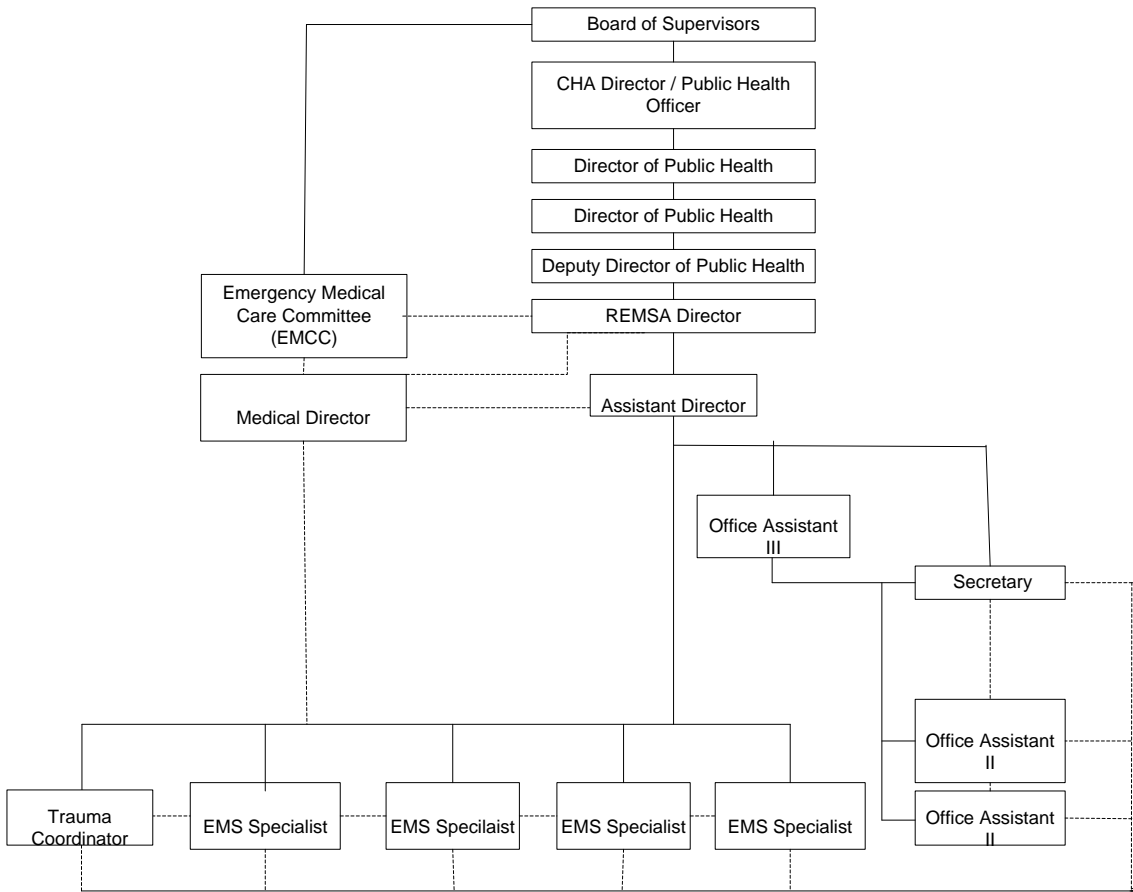 Board of Supervisors
CHA Director / Public Health
Officer
Director of Public Health
Director of Public Health
Deputy Director of Public Health
Emergency Medical
Care Committee
(EMCC)
REMSA Director
Medical Director
Assistant Director
Office Assistant
III
Secretary
Office Assistant
II
Trauma
Coordinator
EMS Specialist
EMS Specilaist
EMS Specialist
EMS Specialist
Office Assistant
II